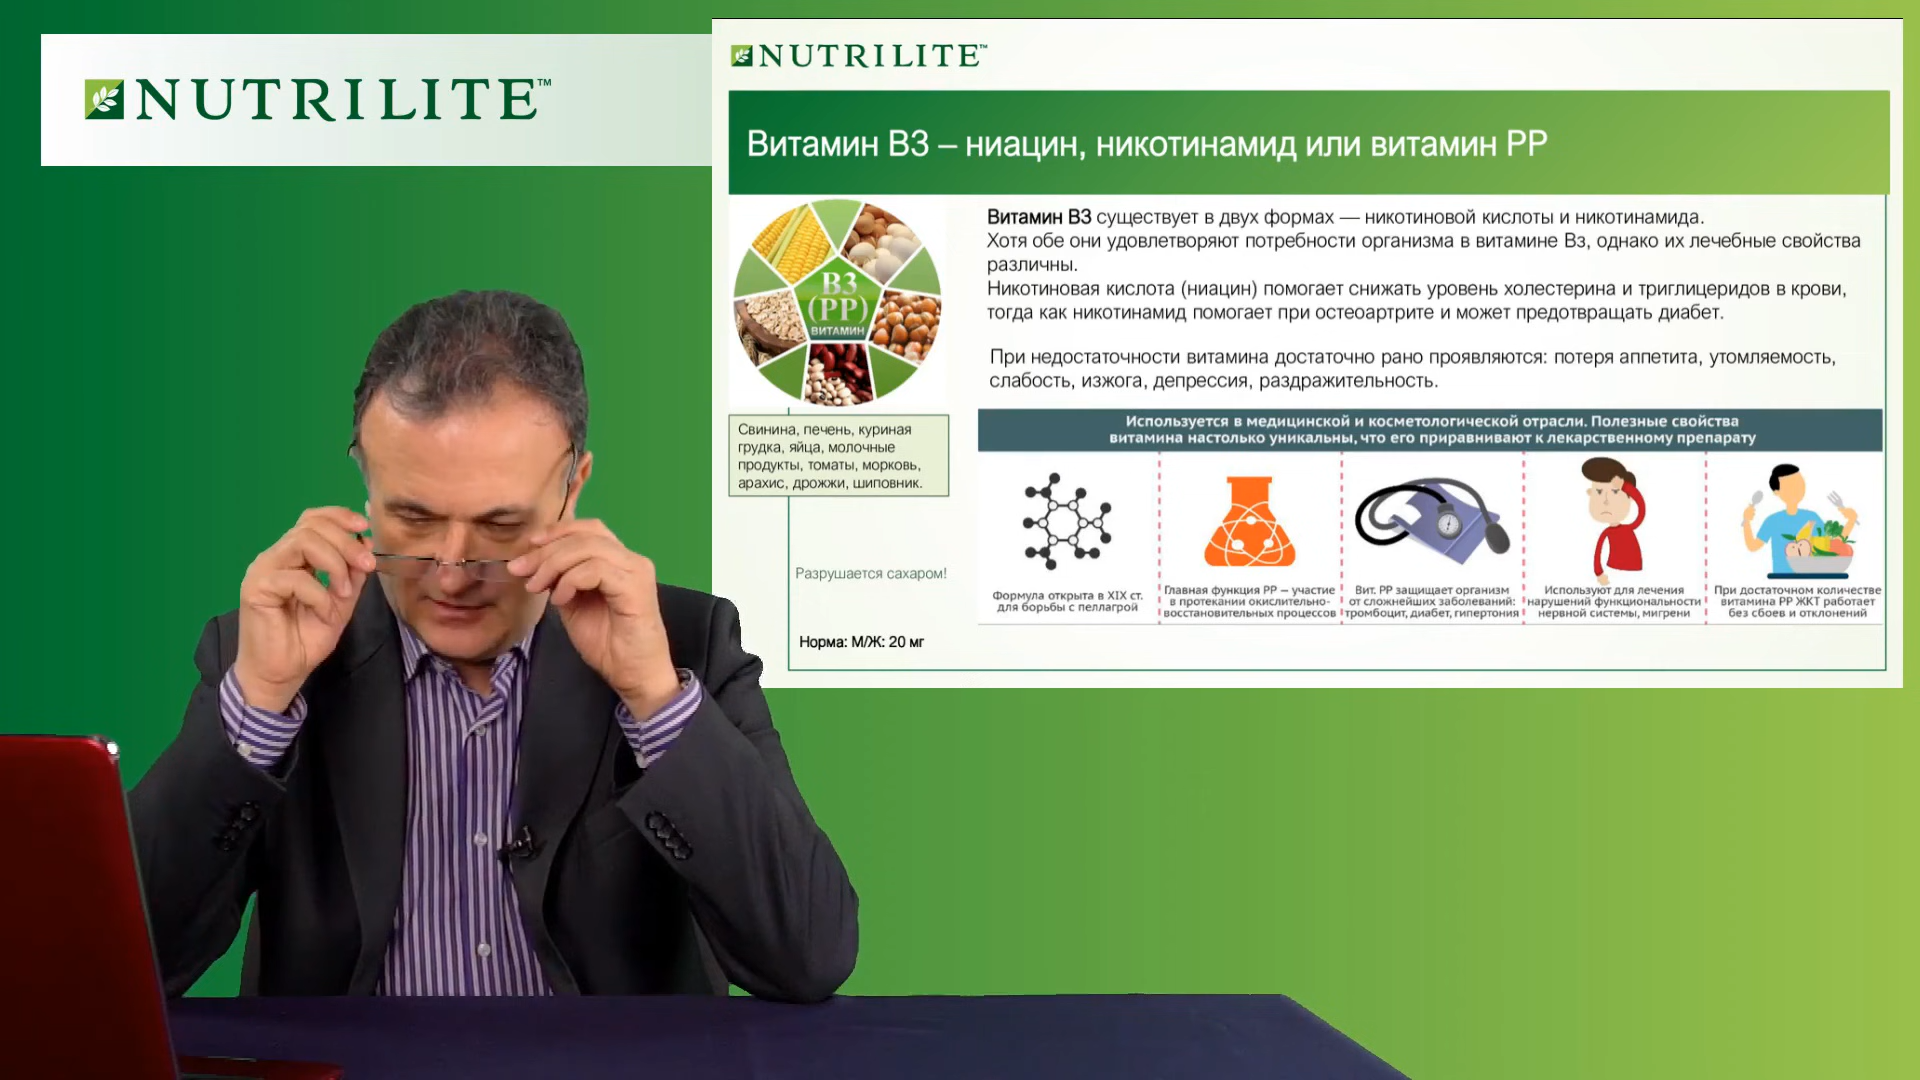 NUTRILITE™
NUTRILITE™
Витамин В3 – ниацин, никотинамид или витамин РР
В3
(РР)
ВИТАМИН
Витамин В3 существует в двух формах — никотиновой кислоты и никотинамида.
Хотя обе они удовлетворяют потребности организма в витамине Вз, однако их лечебные свойства
различны.
Никотиновая кислота (ниацин) помогает снижать уровень холестерина и триглицеридов в крови,
тогда как никотинамид помогает при остеоартрите и может предотвращать диабет.
При недостаточности витамина достаточно рано проявляются: потеря аппетита, утомляемость,
слабость, изжога, депрессия, раздражительность.
Свинина, печень, куриная
грудка, яйца, молочные
продукты, томаты, морковь,
арахис, дрожжи, шиповник.
Разрушается сахаром!
Норма: М/Ж: 20 мг
Используется в медицинской и косметологической отрасли. Полезные свойства
витамина настолько уникальны, что его приравнивают к лекарственному препарату
Формула открыта в XIX ст.
для борьбы с пеллагрой
Главная функция РР – участие
в протекании окислительно-
восстановительных процессов
Вит. РР защищает организм
от сложнейших заболеваний:
тромбоцит, диабет, гипертония
Используют для лечения
нарушений функциональности
нервной системы, мигрени
При достаточном количестве
витамина РР ЖКТ работает
без сбоев и отклонений